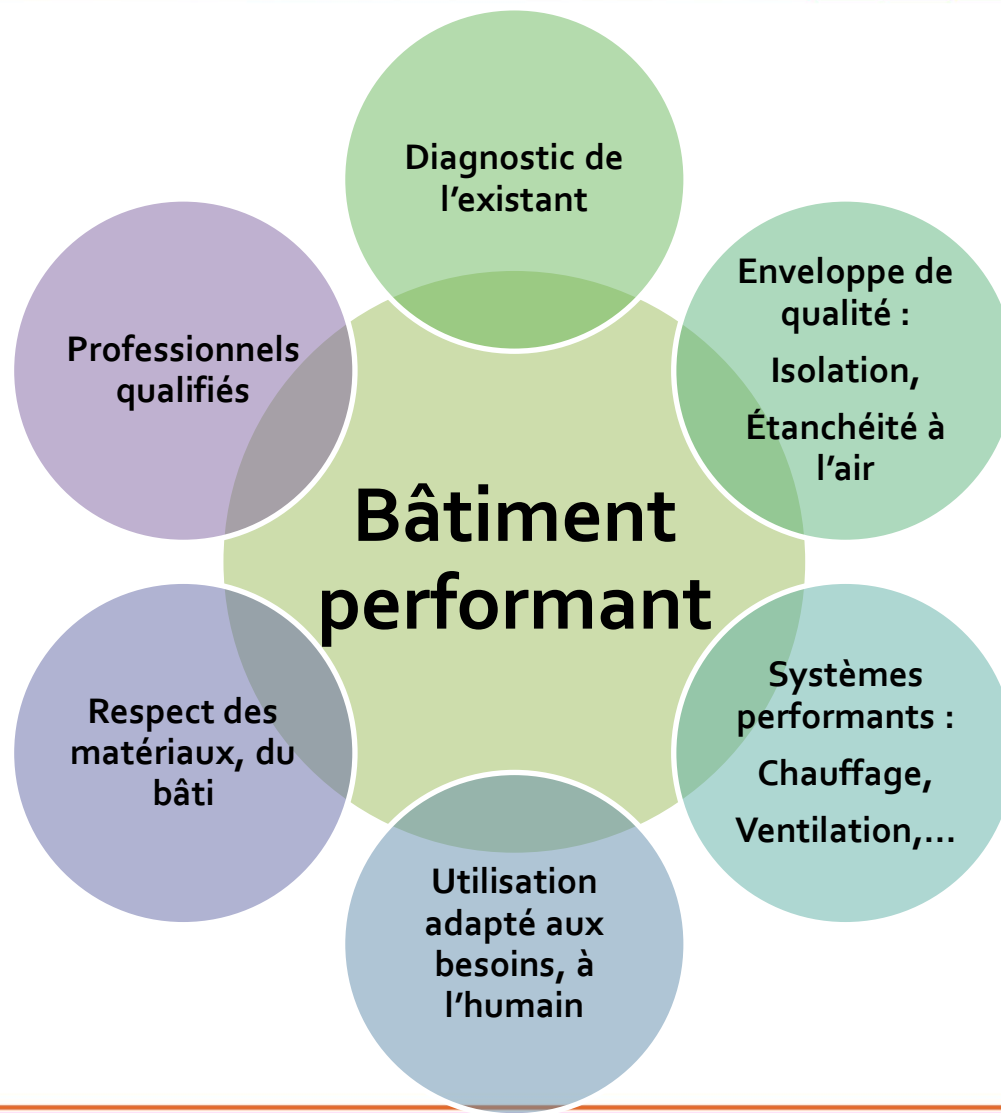 Diagnostic de
l’existant
Enveloppe de
qualité :
Isolation,
Étanchéité à
l’air
Systèmes
performants :
Chauffage,
Ventilation,...
Utilisation
adapté aux
besoins, à
l’humain
Respect des
matériaux, du
bâti
Professionnels
qualifiés
Bâtiment
performant